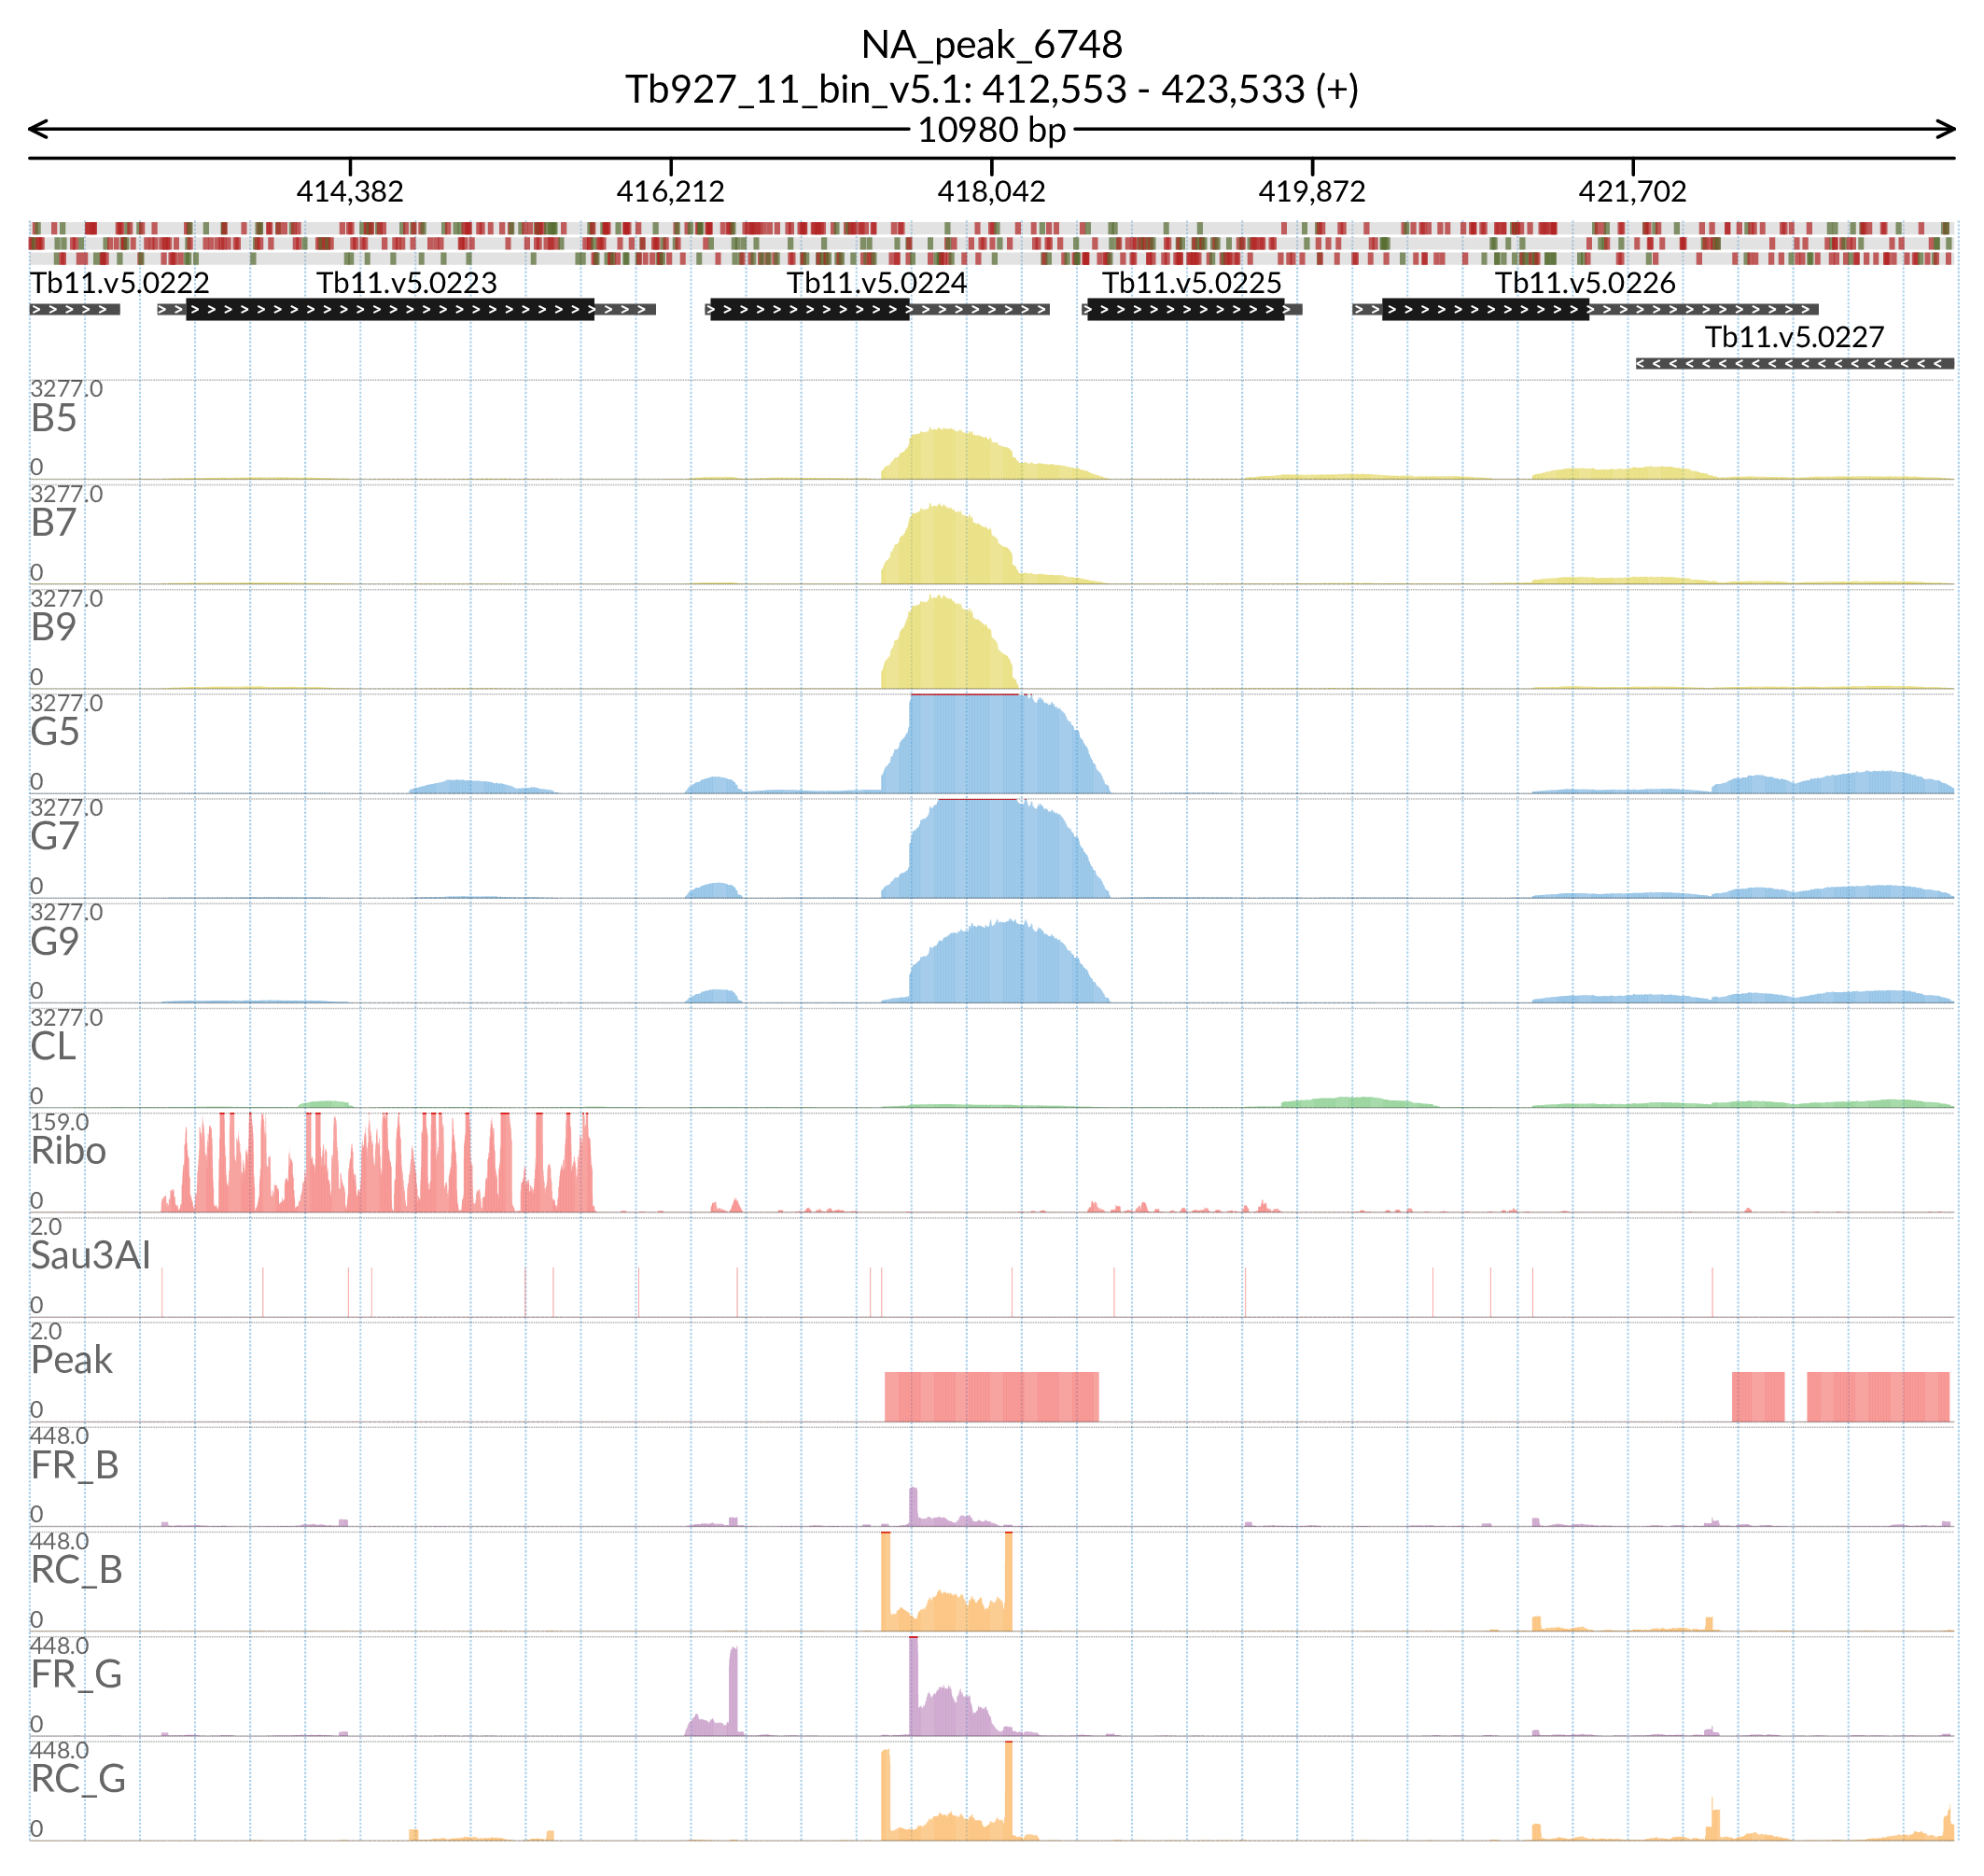 NA_peak_6748
Tb927_11_bin_v5.1: 412,553 - 423,533 (+)
10980 bp
414,382 416,212 418,042 419,872 421,702
Tb11.v5.0222 Tb11.v5.0223 Tb11.v5.0224 Tb11.v5.0225 Tb11.v5.0226
Tb11.v5.0227
3277.0
B5
0
3277.0
B7
0
3277.0
B9
0
3277.0
G5
0
3277.0
G7
0
3277.0
G9
0
3277.0
CL
0
159.0
Ribo
0
2.0
Sau3AI
0
2.0
Peak
0
448.0
FR_B
0
448.0
RC_B
0
448.0
FR_G
0
448.0
RC_G
0